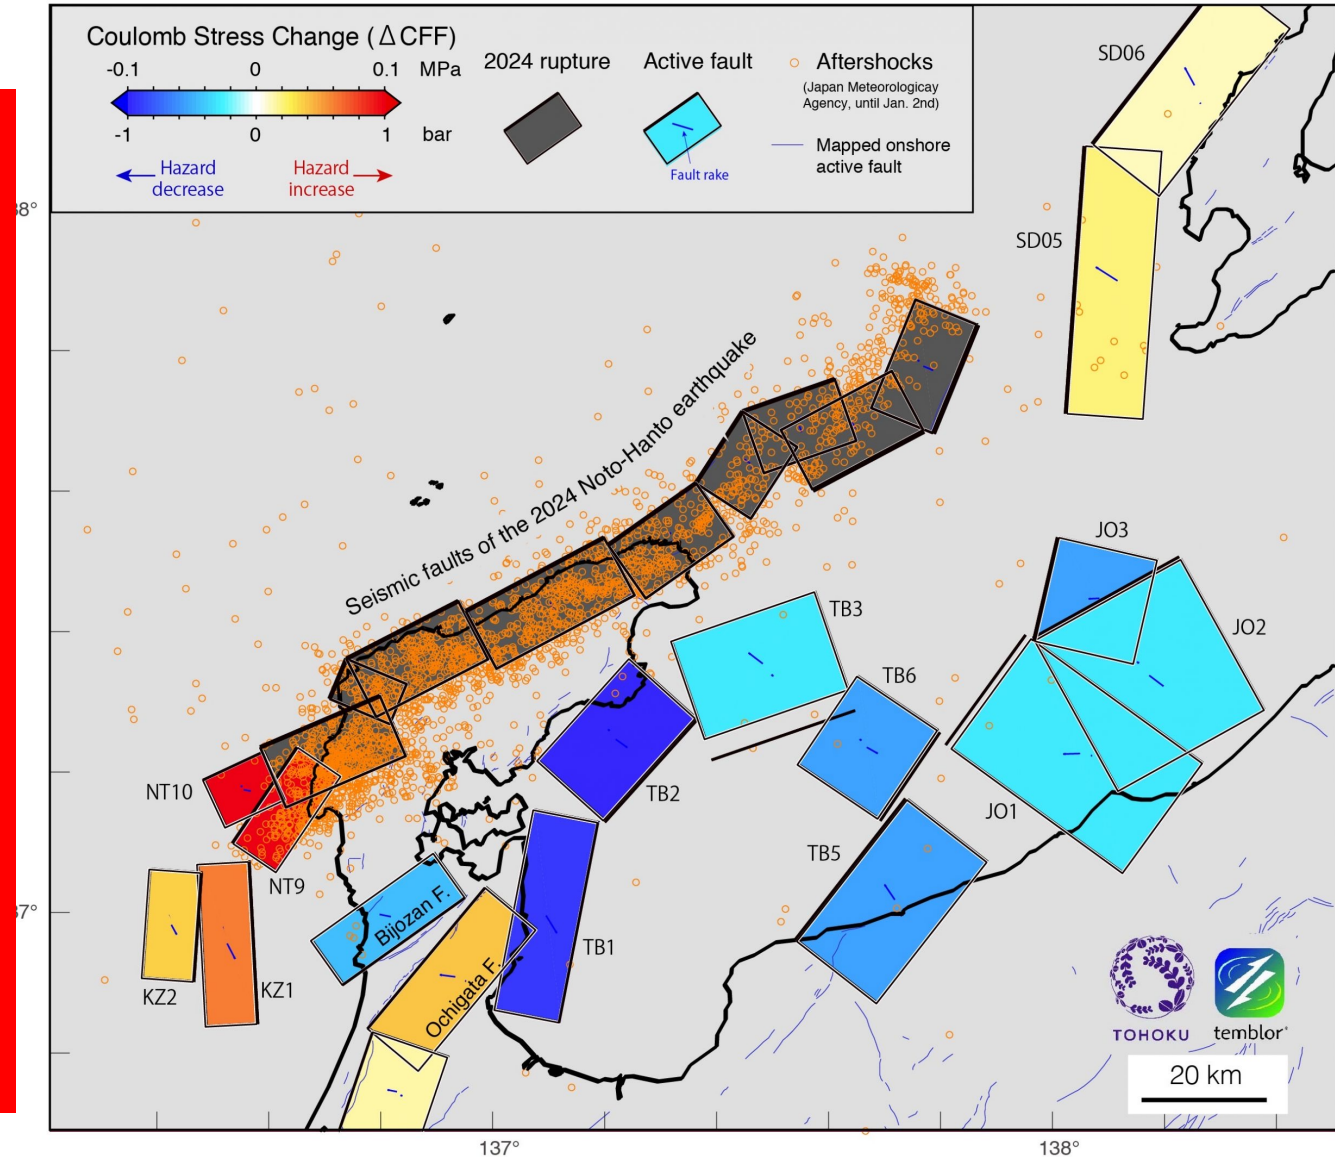 Coulomb Stress Change (ΔCFF)
-0.1 0 0.1 MPa
-1 0 1 bar
Hazard decrease
Hazard increase
2024 rupture
Active fault
Fault rake
Aftershocks
(Japan Meteorologicay
Agency, until Jan. 2nd)
Mapped onshore
active fault
SD06
SD05
38°
Seismic faults of the 2024 Noto-Hanto earthquake
JO3
JO2
JO1
TB3
TB6
TB2
TB5
TB1
NT10
NT9
KZ2
KZ1
Bijozan F.
Ochigata F.
37°
TOHOKU
temblor
20 km
137°
138°